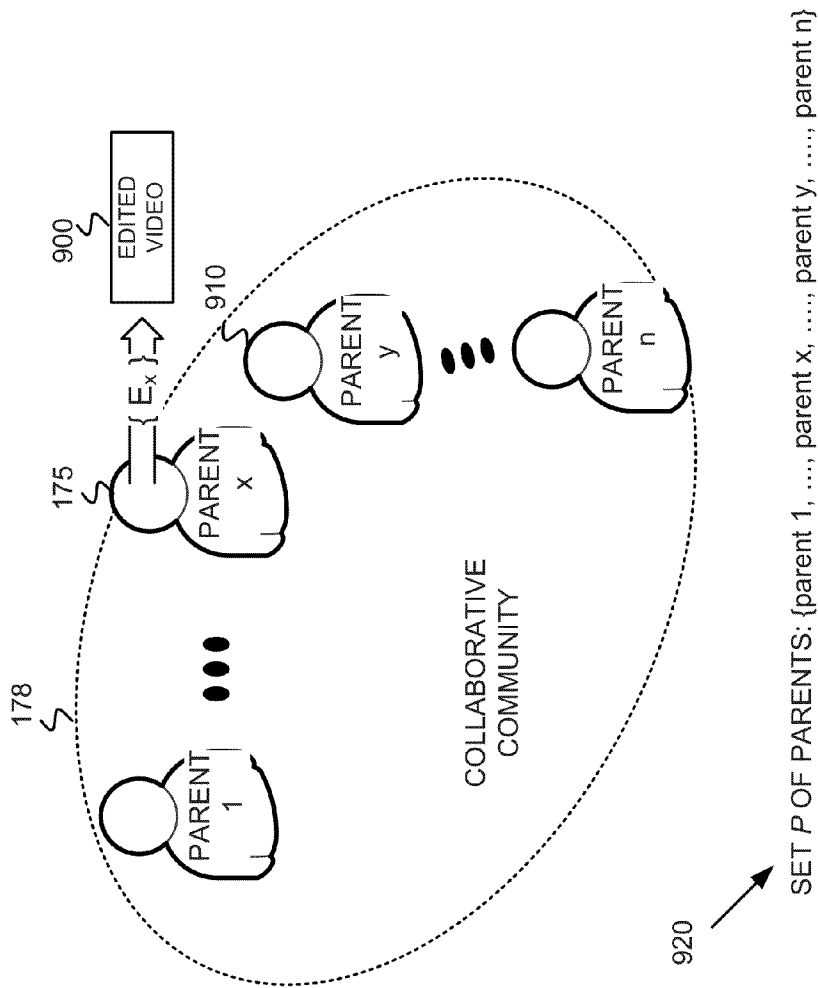 178
175
900
EDITED
VIDEO
{ Eₓ }
910
PARENT
1
PARENT
x
PARENT
y
PARENT
n
COLLABORATIVE
COMMUNITY
920
SET P OF PARENTS: {parent 1, ..., parent x, ...., parent y, ...., parent n}